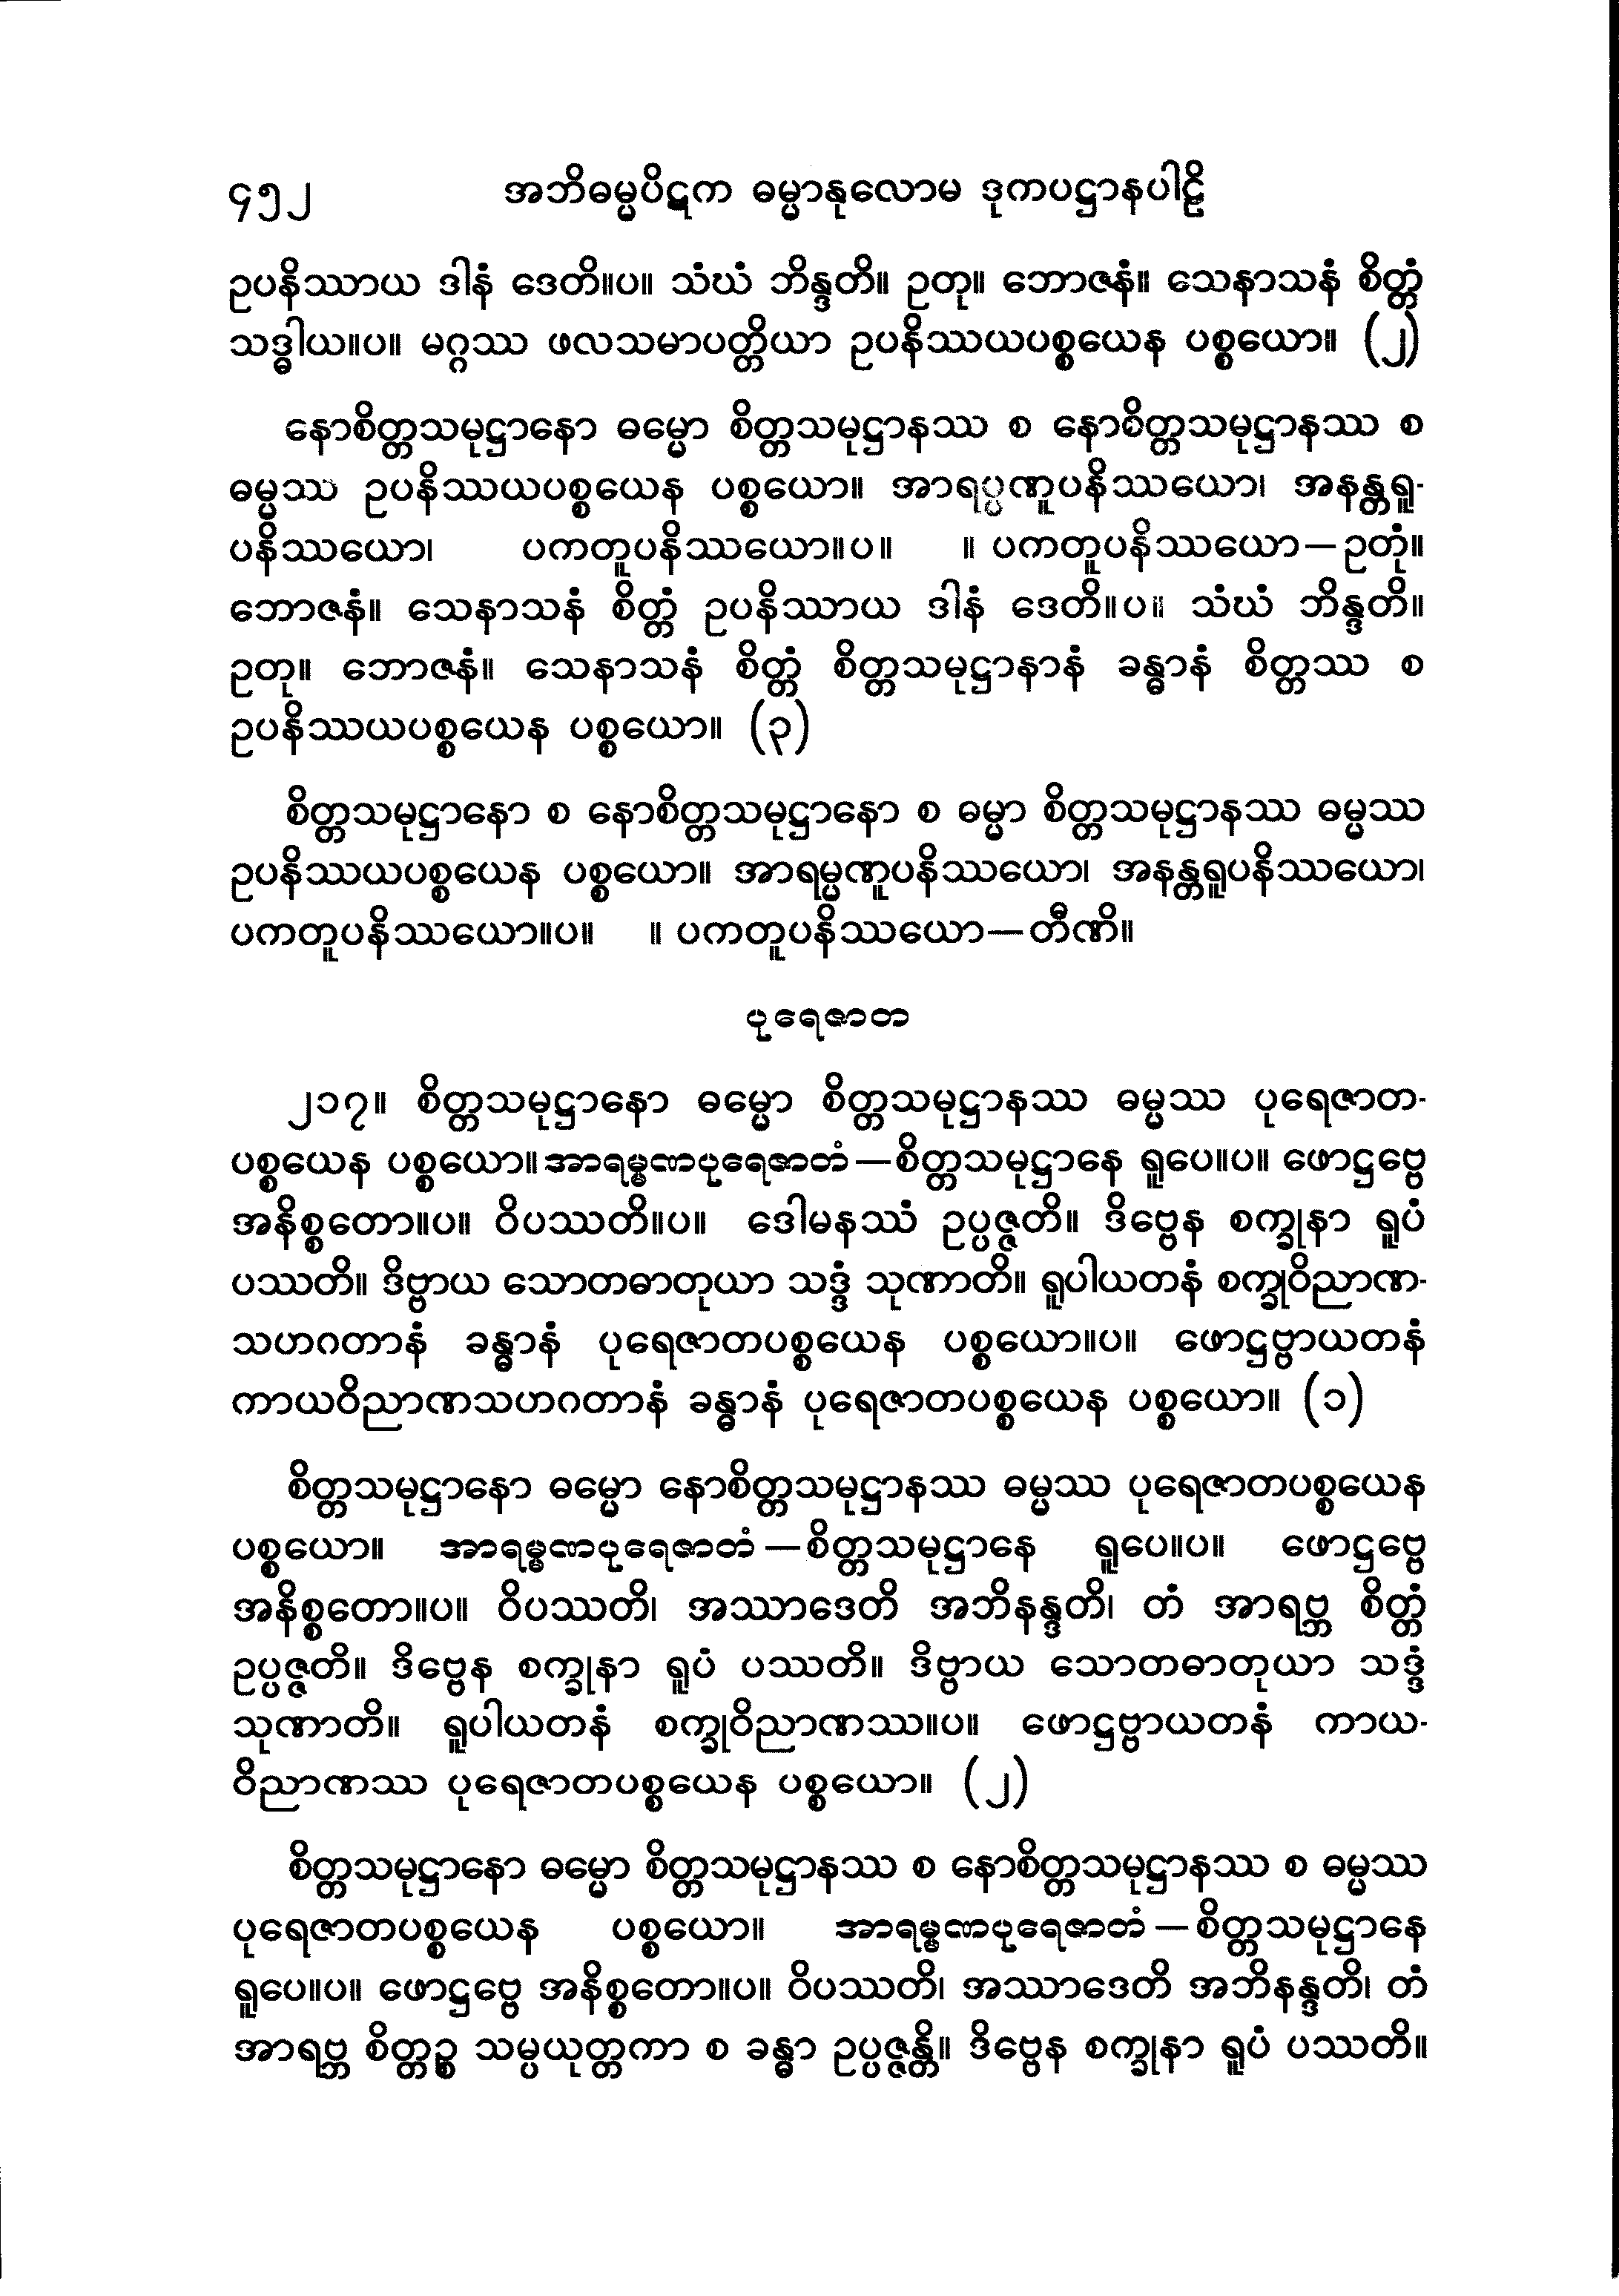 ၄၅၂ အဘိဓမ္မပိဋက ဓမ္မာနုလောမ ဒုကပဋ္ဌာနပါဠိ
ဥပနိဿာယ ဒါနံ ဒေတိ။ပ။ သံဃံ ဘိန္ဒတိ။ ဥတု။ ဘောဇနံ။ သေနာသနံ စိတ္တံ
သဒ္ဓါယ။ပ။ မဂ္ဂဿ ဖလသမာပတ္တိယာ ဥပနိဿယပစ္စယေန ပစ္စယော။ (၂)
နောစိတ္တသမုဋ္ဌာနော ဓမ္မော စိတ္တသမုဋ္ဌာနဿ စ နောစိတ္တသမုဋ္ဌာနဿ စ
ဓမ္မဿ ဥပနိဿယပစ္စယေန ပစ္စယော။ အာရပ္ပဏူပနိဿယော၊ အနန္တရူ-
ပနိဿယော၊ ပကတူပနိဿယော။ပ။ ။ ပကတူပနိဿယော—ဥတုံ။
ဘောဇနံ။ သေနာသနံ စိတ္တံ ဥပနိဿာယ ဒါနံ ဒေတိ။ပ။ သံဃံ ဘိန္ဒတိ။
ဥတု။ ဘောဇနံ။ သေနာသနံ စိတ္တံ စိတ္တသမုဋ္ဌာနာနံ ခန္ဓာနံ စိတ္တဿ စ
ဥပနိဿယပစ္စယေန ပစ္စယော။ (၃)
စိတ္တသမုဋ္ဌာနော စ နောစိတ္တသမုဋ္ဌာနော စ ဓမ္မာ စိတ္တသမုဋ္ဌာနဿ ဓမ္မဿ
ဥပနိဿယပစ္စယေန ပစ္စယော။ အာရမ္မဏူပနိဿယော၊ အနန္တရူပနိဿယော၊
ပကတူပနိဿယော။ပ။ ။ ပကတူပနိဿယော—တီဏိ။
ပုရေဇာတ
၂၁၇။ စိတ္တသမုဋ္ဌာနော ဓမ္မော စိတ္တသမုဋ္ဌာနဿ ဓမ္မဿ ပုရေဇာတ-
ပစ္စယေန ပစ္စယော။ အာရမ္မဏပုရေဇာတံ—စိတ္တသမုဋ္ဌာနေ ရူပေ။ပ။ ဖောဋ္ဌဗ္ဗေ
အနိစ္စတော။ပ။ ဝိပဿတိ။ပ။ ဒေါမနဿံ ဥပ္ပဇ္ဇတိ။ ဒိဗ္ဗေန စက္ခုနာ ရူပံ
ပဿတိ။ ဒိဗ္ဗာယ သောတဓာတုယာ သဒ္ဒံ သုဏာတိ။ ရူပါယတနံ စက္ခုဝိညာဏ-
သဟဂတာနံ ခန္ဓာနံ ပုရေဇာတပစ္စယေန ပစ္စယော။ပ။ ဖောဋ္ဌဗ္ဗာယတနံ
ကာယဝိညာဏသဟဂတာနံ ခန္ဓာနံ ပုရေဇာတပစ္စယေန ပစ္စယော။ (၁)
စိတ္တသမုဋ္ဌာနော ဓမ္မော နောစိတ္တသမုဋ္ဌာနဿ ဓမ္မဿ ပုရေဇာတပစ္စယေန
ပစ္စယော။ အာရမ္မဏပုရေဇာတံ—စိတ္တသမုဋ္ဌာနေ ရူပေ။ပ။ ဖောဋ္ဌဗ္ဗေ
အနိစ္စတော။ပ။ ဝိပဿတိ၊ အဿာဒေတိ အဘိနန္ဒတိ၊ တံ အာရဗ္ဘ စိတ္တံ
ဥပ္ပဇ္ဇတိ။ ဒိဗ္ဗေန စက္ခုနာ ရူပံ ပဿတိ။ ဒိဗ္ဗာယ သောတဓာတုယာ သဒ္ဒံ
သုဏာတိ။ ရူပါယတနံ စက္ခုဝိညာဏဿ။ပ။ ဖောဋ္ဌဗ္ဗာယတနံ ကာယ-
ဝိညာဏဿ ပုရေဇာတပစ္စယေန ပစ္စယော။ (၂)
စိတ္တသမုဋ္ဌာနော ဓမ္မော စိတ္တသမုဋ္ဌာနဿ စ နောစိတ္တသမုဋ္ဌာနဿ စ ဓမ္မဿ
ပုရေဇာတပစ္စယေန ပစ္စယော။ အာရမ္မဏပုရေဇာတံ—စိတ္တသမုဋ္ဌာနေ
ရူပေ။ပ။ ဖောဋ္ဌဗ္ဗေ အနိစ္စတော။ပ။ ဝိပဿတိ၊ အဿာဒေတိ အဘိနန္ဒတိ၊ တံ
အာရဗ္ဘ စိတ္တဉ္စ သမ္ပယုတ္တကာ စ ခန္ဓာ ဥပ္ပဇ္ဇန္တိ။ ဒိဗ္ဗေန စက္ခုနာ ရူပံ ပဿတိ။